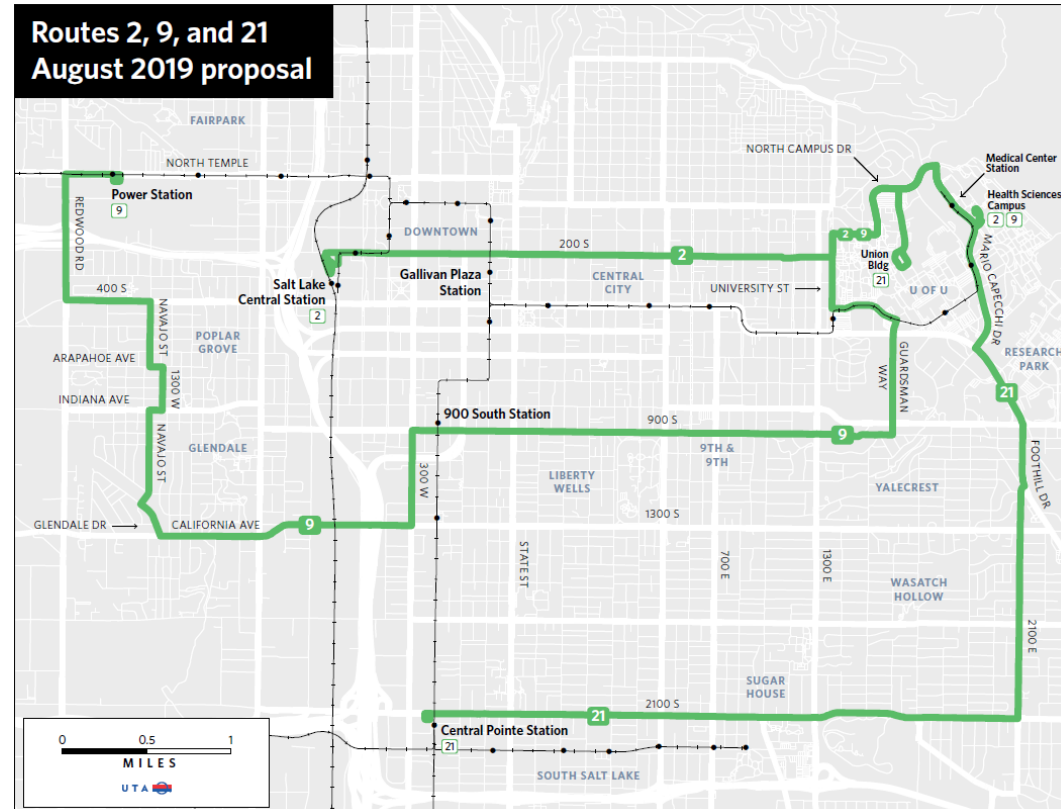 Routes 2, 9, and 21
August 2019 proposal
FAIRPARK
NORTH TEMPLE
Power Station
9
REDWOOD RD
400 S
NAVAJO ST
POPLAR
GROVE
ARAPAHOE AVE
1300 W
INDIANA AVE
NAVAJO ST
GLENDALE
GLENDALE DR
CALIFORNIA AVE
9
Salt Lake
Central Station
2
DOWNTOWN
200 S
2
Gallivan Plaza
Station
CENTRAL
CITY
NORTH CAMPUS DR
Medical Center
Station
Health Sciences
Campus
2 9
2 9
Union
Bldg
21
UNIVERSITY ST
U OF U
MARIO CAPECCHI DR
RESEARCH
PARK
GUARDSMAN
WAY
21
900 South Station
900 S
9
300 W
9TH &
9TH
LIBERTY
WELLS
YALECREST
FOOTHILL DR
1300 S
STATE ST
700 E
1300 E
WASATCH
HOLLOW
2100 E
SUGAR
HOUSE
2100 S
21
Central Pointe Station
21
SOUTH SALT LAKE
0 0.5 1
MILES
UTA